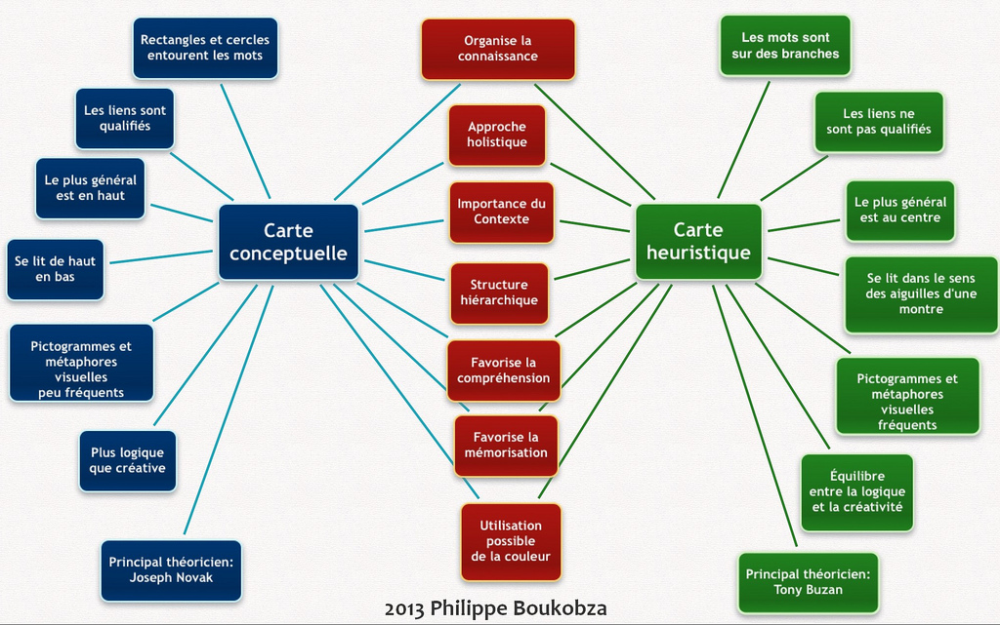 Rectangles et cercles
entourent les mots
Organise la
connaissance
Les mots sont
sur des branches
Les liens sont
qualifiés
Approche
holistique
Les liens ne
sont pas qualifiés
Le plus général
est en haut
Importance du
Contexte
Le plus général
est au centre
Carte
conceptuelle
Carte
heuristique
Se lit de haut
en bas
Structure
hiérarchique
Se lit dans le sens
des aiguilles d'une
montre
Pictogrammes et
métaphores
visuelles
peu fréquents
Favorise la
compréhension
Pictogrammes et
métaphores
visuelles
fréquents
Plus logique
que créative
Favorise la
mémorisation
Équilibre
entre la logique
et la créativité
Utilisation
possible
de la couleur
Principal théoricien:
Joseph Novak
Principal théoricien:
Tony Buzan
2013 Philippe Boukobza